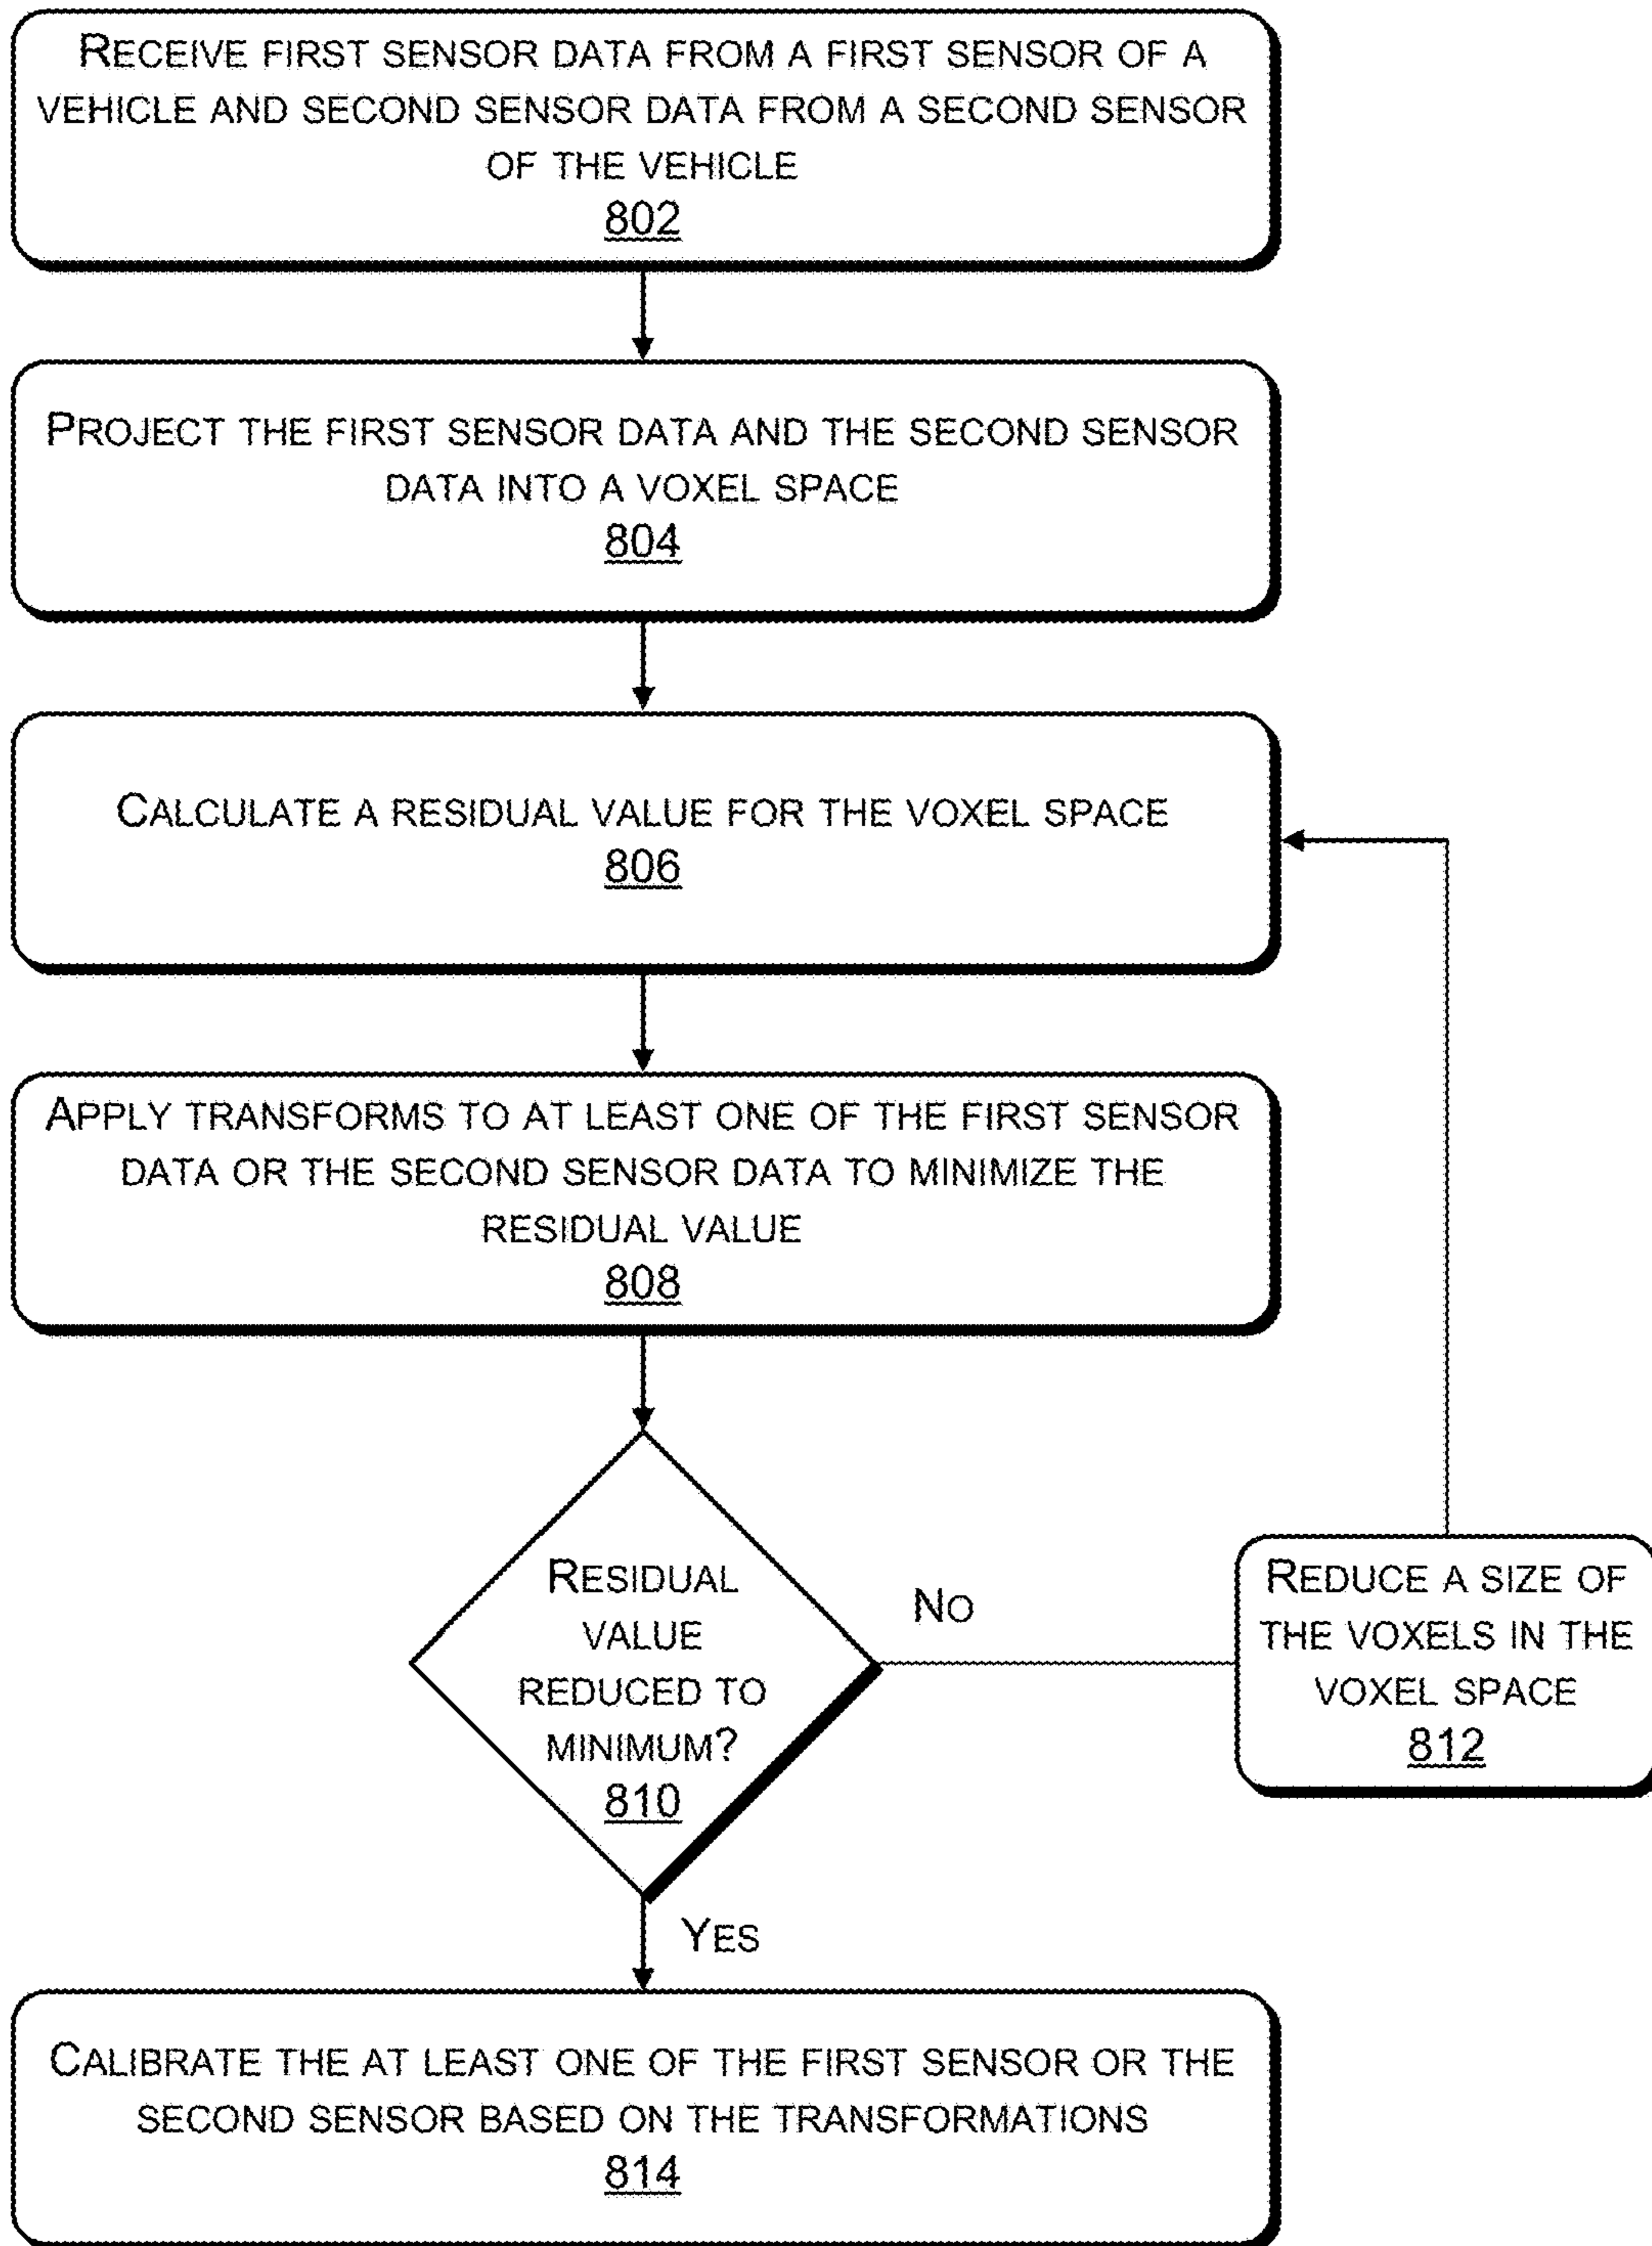 RECEIVE FIRST SENSOR DATA FROM A FIRST SENSOR OF A
VEHICLE AND SECOND SENSOR DATA FROM A SECOND SENSOR
OF THE VEHICLE
802
PROJECT THE FIRST SENSOR DATA AND THE SECOND SENSOR
DATA INTO A VOXEL SPACE
804
CALCULATE A RESIDUAL VALUE FOR THE VOXEL SPACE
806
APPLY TRANSFORMS TO AT LEAST ONE OF THE FIRST SENSOR
DATA OR THE SECOND SENSOR DATA TO MINIMIZE THE
RESIDUAL VALUE
808
RESIDUAL
VALUE
REDUCED TO
MINIMUM?
810
NO
REDUCE A SIZE OF
THE VOXELS IN THE
VOXEL SPACE
812
YES
CALIBRATE THE AT LEAST ONE OF THE FIRST SENSOR OR THE
SECOND SENSOR BASED ON THE TRANSFORMATIONS
814